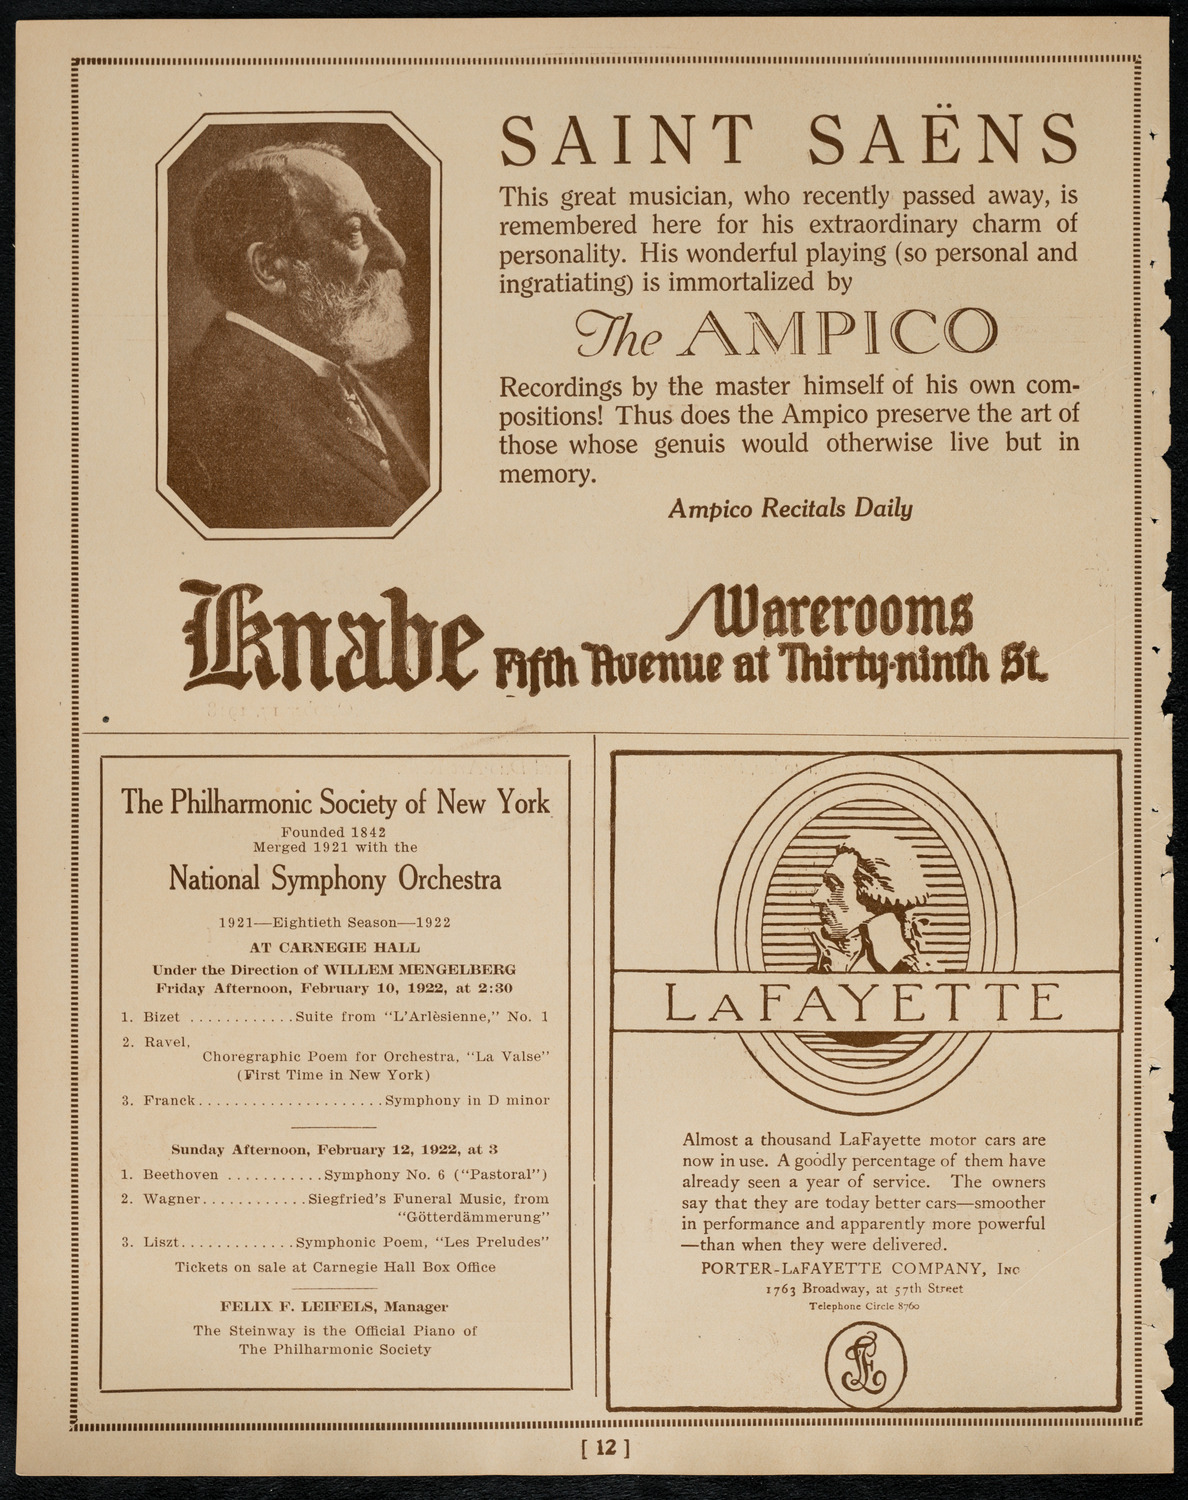 SAINT SAËNS
This great musician, who recently passed away, is
remembered here for his extraordinary charm of
personality. His wonderful playing (so personal and
ingratiating) is immortalized by
The AMPICO
Recordings by the master himself of his own com-
positions! Thus does the Ampico preserve the art of
those whose genuis would otherwise live but in
memory.
Ampico Recitals Daily
Knabe Warerooms
Fifth Avenue at Thirty-ninth St.
The Philharmonic Society of New York
Founded 1842
Merged 1921 with the
National Symphony Orchestra
1921—Eightieth Season—1922
AT CARNEGIE HALL
Under the Direction of WILLEM MENGELBERG
Friday Afternoon, February 10, 1922, at 2:30
1. Bizet ............Suite from "L'Arlèsienne," No. 1
2. Ravel,
Choregraphic Poem for Orchestra, "La Valse"
(First Time in New York)
3. Franck.....................Symphony in D minor
Sunday Afternoon, February 12, 1922, at 3
1. Beethoven ...........Symphony No. 6 ("Pastoral")
2. Wagner............Siegfried's Funeral Music, from
"Götterdämmerung"
3. Liszt.............Symphonic Poem, "Les Preludes"
Tickets on sale at Carnegie Hall Box Office
FELIX F. LEIFELS, Manager
The Steinway is the Official Piano of
The Philharmonic Society
LAFAYETTE
Almost a thousand LaFayette motor cars are
now in use. A goodly percentage of them have
already seen a year of service. The owners
say that they are today better cars—smoother
in performance and apparently more powerful
—than when they were delivered.
PORTER-LAFAYETTE COMPANY, INC
1763 Broadway, at 57th Street
Telephone Circle 8760
[ 12 ]